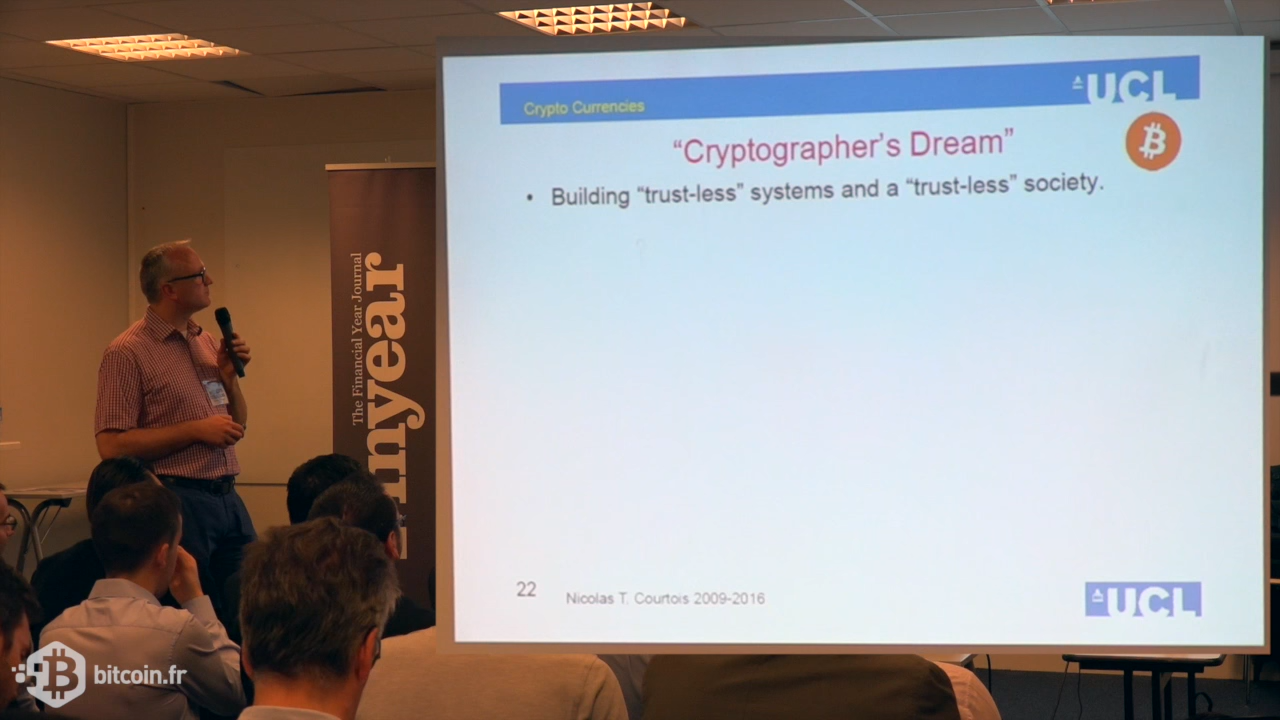 Crypto Currencies
UCL
“Cryptographer’s Dream”
• Building “trust-less” systems and a “trust-less” society.
22
Nicolas T. Courtois 2009-2016
UCL
The Financial Year Journal
Finyear
bitcoin.fr